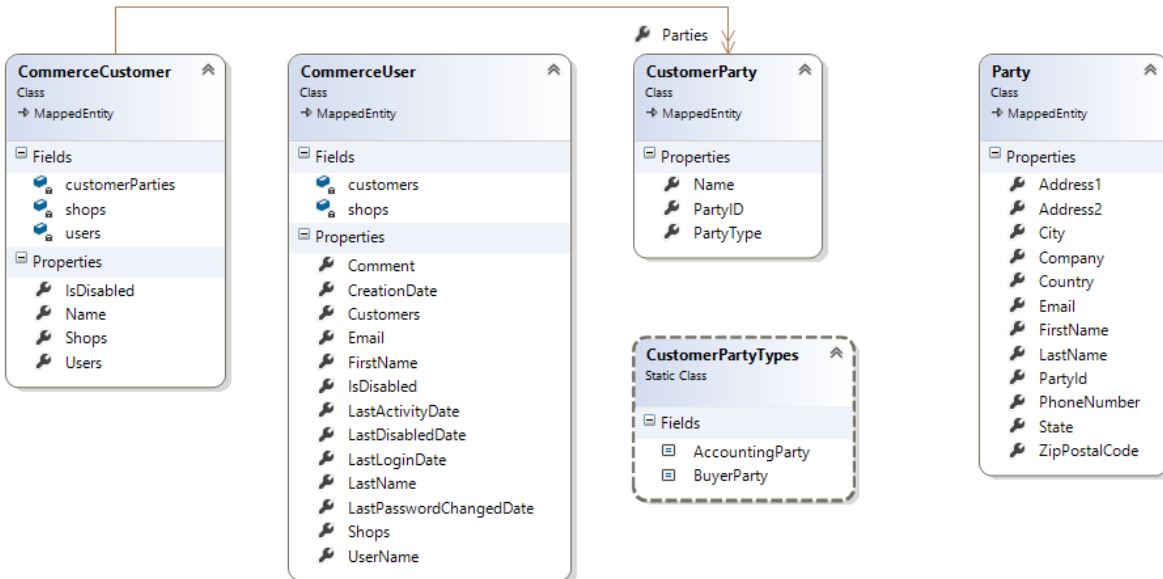 Parties
CommerceCustomer
Class
MappedEntity
Fields
customerParties
shops
users
Properties
IsDisabled
Name
Shops
Users
CommerceUser
Class
MappedEntity
Fields
customers
shops
Properties
Comment
CreationDate
Customers
Email
FirstName
IsDisabled
LastActivityDate
LastDisabledDate
LastLoginDate
LastName
LastPasswordChangedDate
Shops
UserName
CustomerParty
Class
MappedEntity
Properties
Name
PartyID
PartyType
CustomerPartyTypes
Static Class
Fields
AccountingParty
BuyerParty
Party
Class
MappedEntity
Properties
Address1
Address2
City
Company
Country
Email
FirstName
LastName
PartyId
PhoneNumber
State
ZipPostalCode